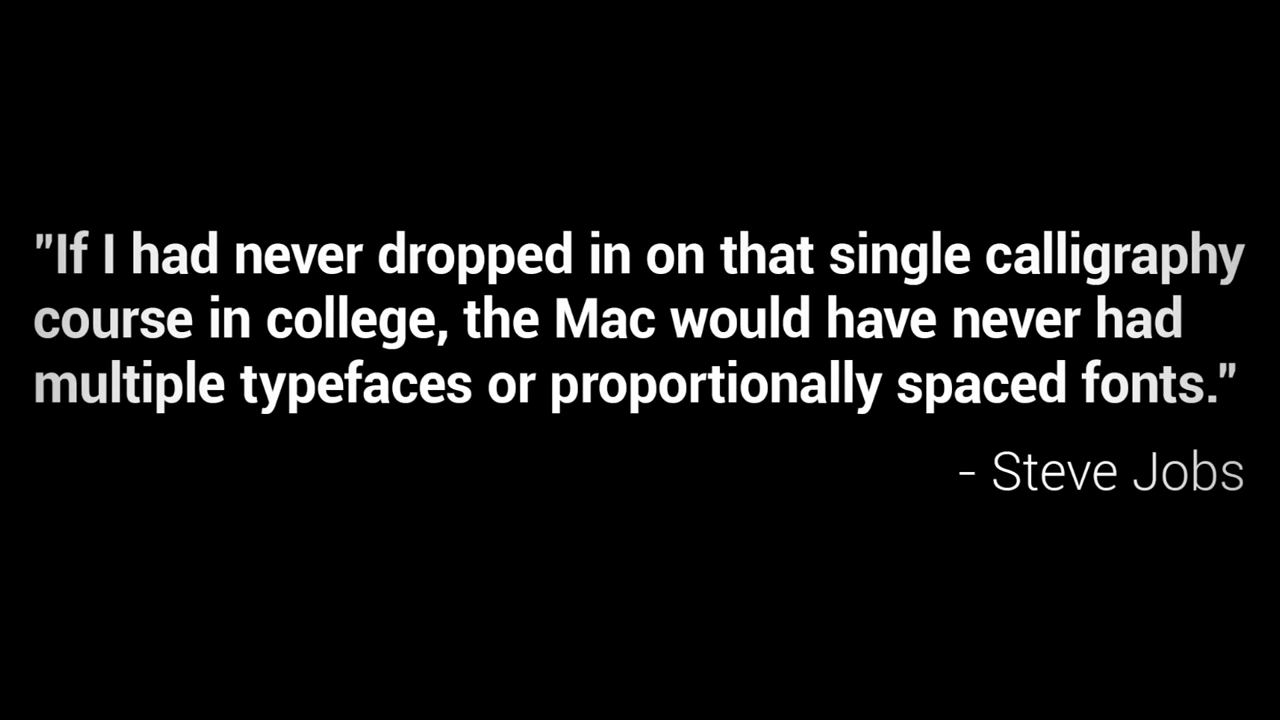 "If I had never dropped in on that single calligraphy
course in college, the Mac would have never had
multiple typefaces or proportionally spaced fonts."
- Steve Jobs